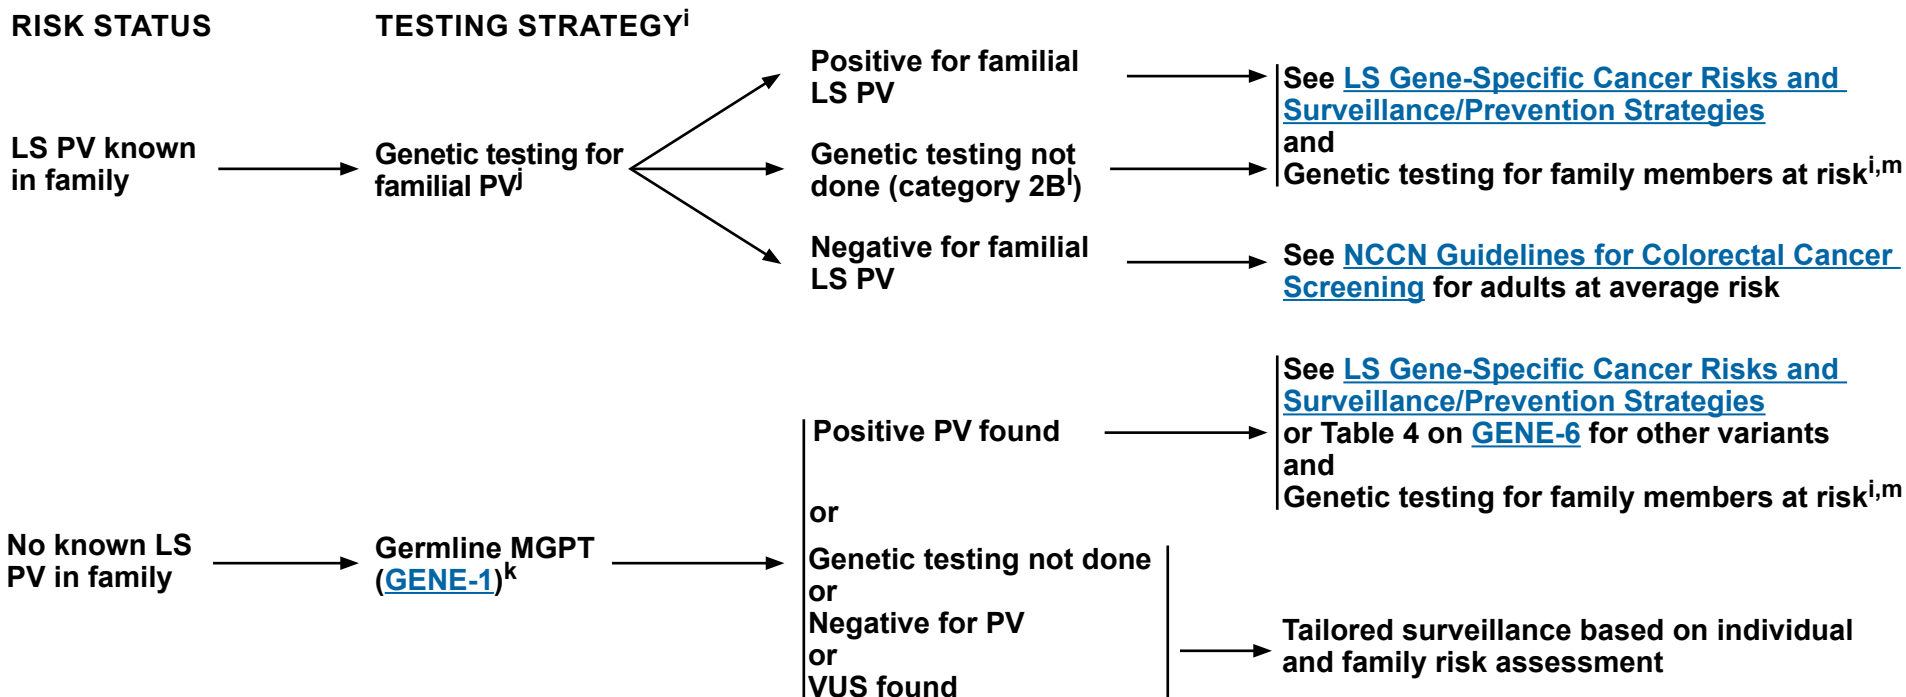 RISK STATUS
TESTING STRATEGYⁱ
LS PV known
in family
Genetic testing for
familial PVʲ
Positive for familial
LS PV
See LS Gene-Specific Cancer Risks and
Surveillance/Prevention Strategies
and
Genetic testing for family members at riskⁱ,ᵐ
Genetic testing not
done (category 2Bˡ)
Negative for familial
LS PV
See NCCN Guidelines for Colorectal Cancer
Screening for adults at average risk
No known LS
PV in family
Germline MGPT
(GENE-1)ᵏ
Positive PV found
See LS Gene-Specific Cancer Risks and
Surveillance/Prevention Strategies
or Table 4 on GENE-6 for other variants
and
Genetic testing for family members at riskⁱ,ᵐ
or
Genetic testing not done
or
Negative for PV
or
VUS found
Tailored surveillance based on individual
and family risk assessment